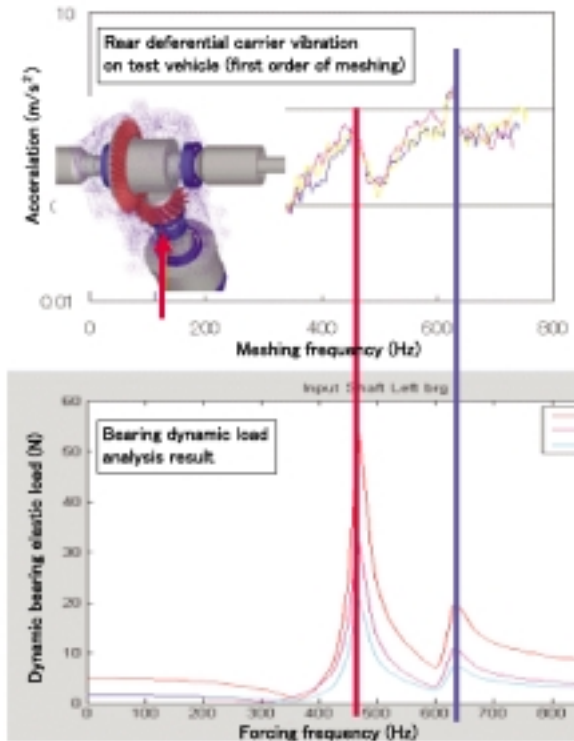 10
Rear deferential carrier vibration
on test vehicle (first order of meshing)
Acceralation (m/s²)
0.01
0
200
400
600
800
Meshing frequency (Hz)
Input Shaft Left brg
60
Bearing dynamic load
analysis result
50
40
30
20
10
0
Dynamic bearing elastic load (N)
0
100
200
300
400
500
600
700
800
Forcing frequency (Hz)